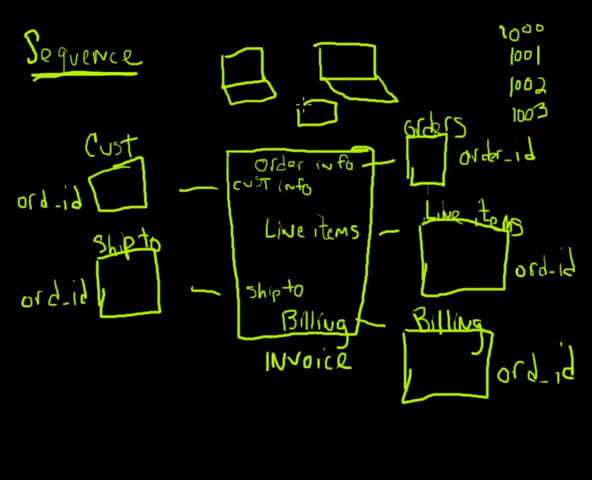 Sequence
1000
1001
1002
1003
Cust
ord_id
Ship to
ord_id
order info
cust info
Line items
ship to
Billing
INVOICE
Orders
order_id
Line items
ord_id
Billing
ord_id